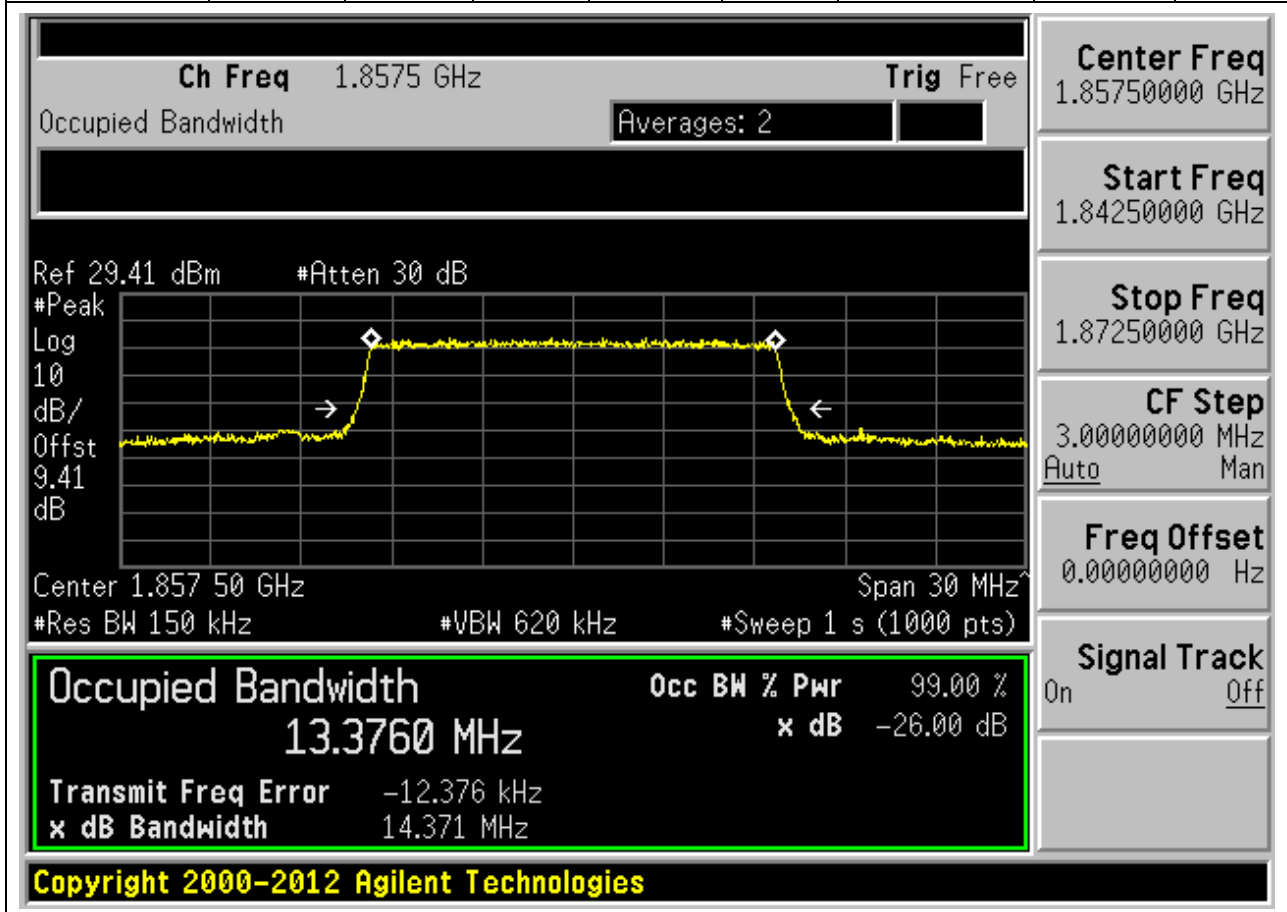 Ch Freq 1.8575 GHz Trig Free
Occupied Bandwidth Averages: 2
Ref 29.41 dBm #Atten 30 dB
#Peak
Log
10
dB/
Offst
9.41
dB
Center 1.857 50 GHz Span 30 MHz^
#Res BW 150 kHz #VBW 620 kHz #Sweep 1 s (1000 pts)
Occupied Bandwidth Occ BW % Pwr 99.00 %
13.3760 MHz x dB -26.00 dB
Transmit Freq Error -12.376 kHz
x dB Bandwidth 14.371 MHz
Copyright 2000-2012 Agilent Technologies
Center Freq
1.85750000 GHz
Start Freq
1.84250000 GHz
Stop Freq
1.87250000 GHz
CF Step
3.00000000 MHz
Auto Man
Freq Offset
0.00000000 Hz
Signal Track
On Off